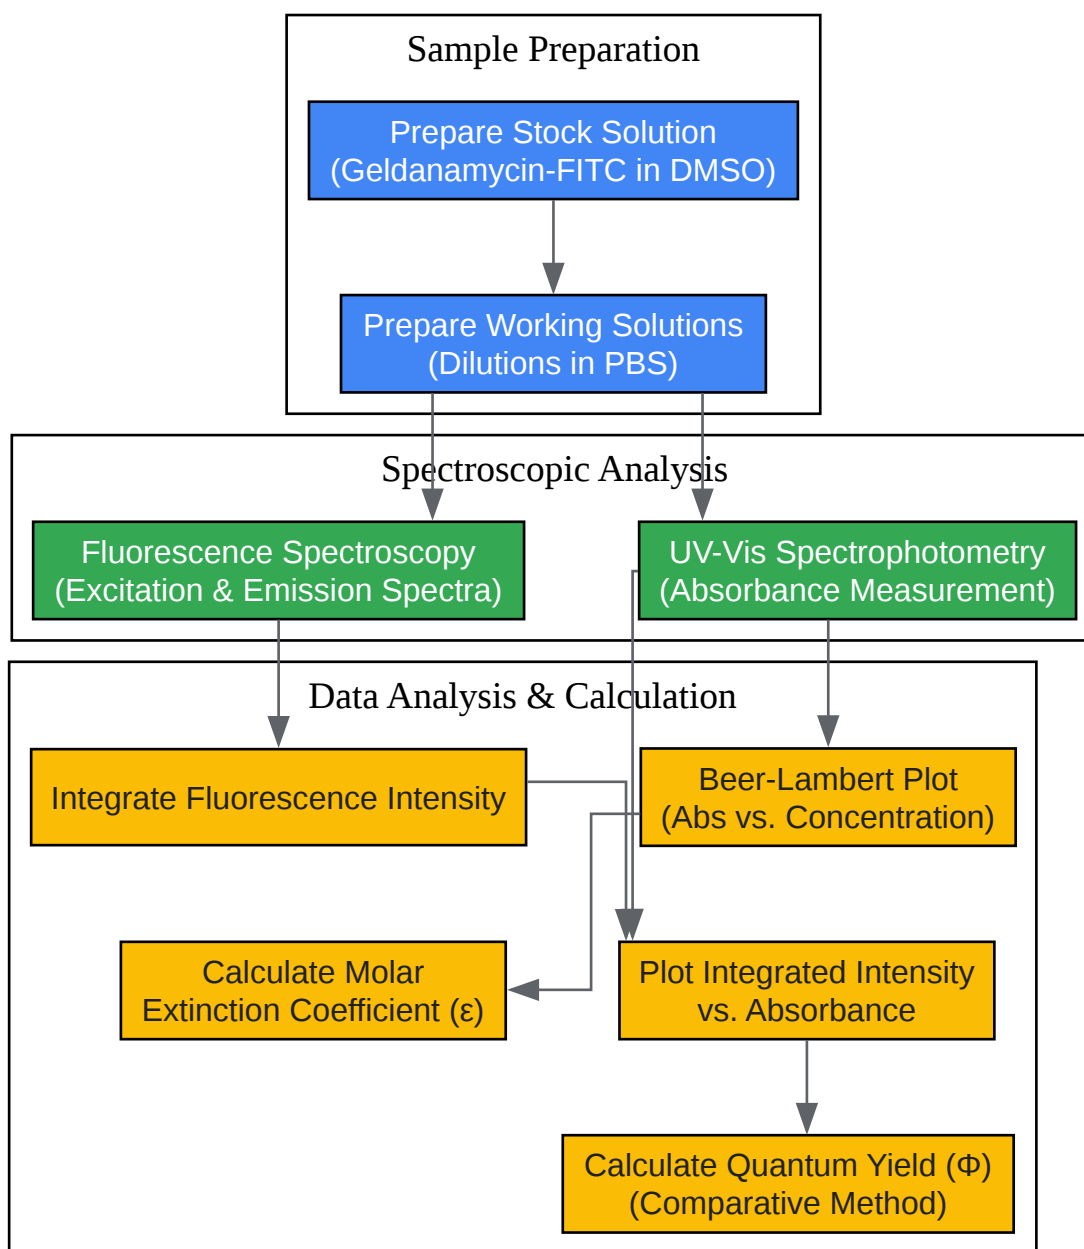 Sample Preparation
Prepare Stock Solution
(Geldanamycin-FITC in DMSO)
Prepare Working Solutions
(Dilutions in PBS)
Spectroscopic Analysis
Fluorescence Spectroscopy
(Excitation & Emission Spectra)
UV-Vis Spectrophotometry
(Absorbance Measurement)
Data Analysis & Calculation
Integrate Fluorescence Intensity
Beer-Lambert Plot
(Abs vs. Concentration)
Calculate Molar
Extinction Coefficient (ε)
Plot Integrated Intensity
vs. Absorbance
Calculate Quantum Yield (Φ)
(Comparative Method)